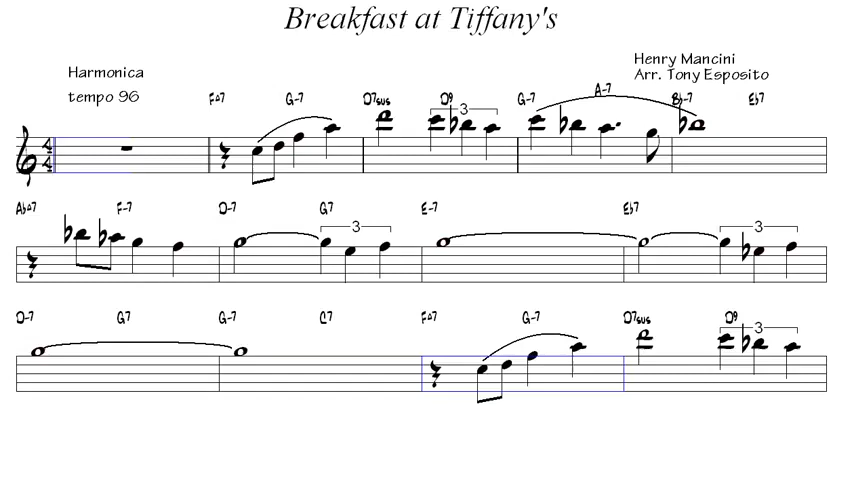 Breakfast at Tiffany's
Henry Mancini
Harmonica
Arr. Tony Esposito
tempo 96
F△7 G-7 D7sus D9 G-7 A-7 B♭-7 E♭7
3
A♭△7 F-7 D-7 G7 E-7 E♭7
3 3
D-7 G7 G-7 C7 F△7 G-7 D7sus D9
3